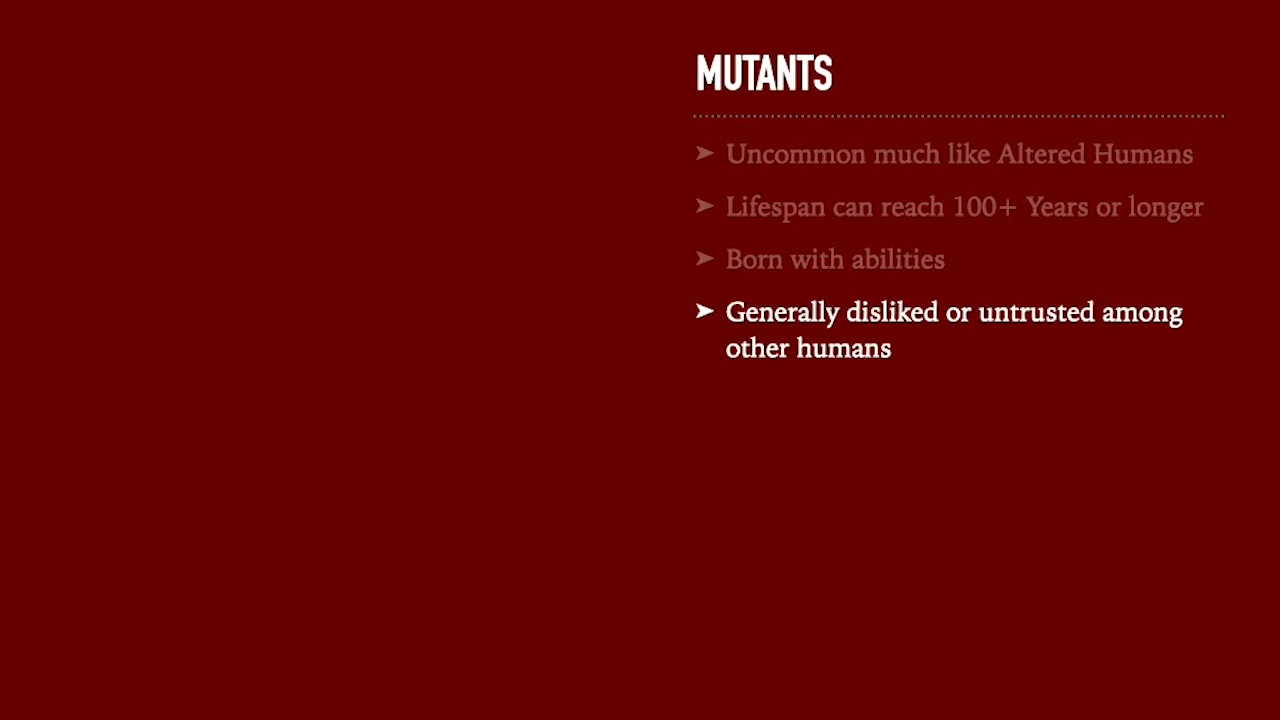 MUTANTS
➤ Uncommon much like Altered Humans
➤ Lifespan can reach 100+ Years or longer
➤ Born with abilities
➤ Generally disliked or untrusted among
other humans